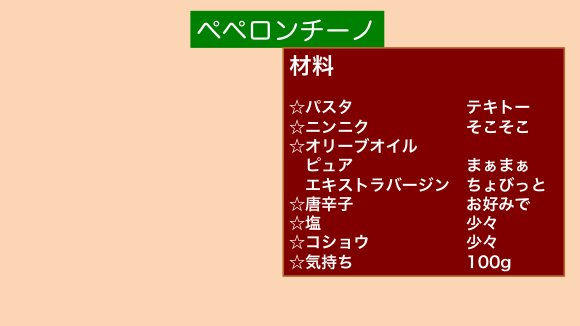 ペペロンチーノ
材料
☆パスタ テキトー
☆ニンニク そこそこ
☆オリーブオイル
ピュア まぁまぁ
エキストラバージン ちょびっと
☆唐辛子 お好みで
☆塩 少々
☆コショウ 少々
☆気持ち 100g